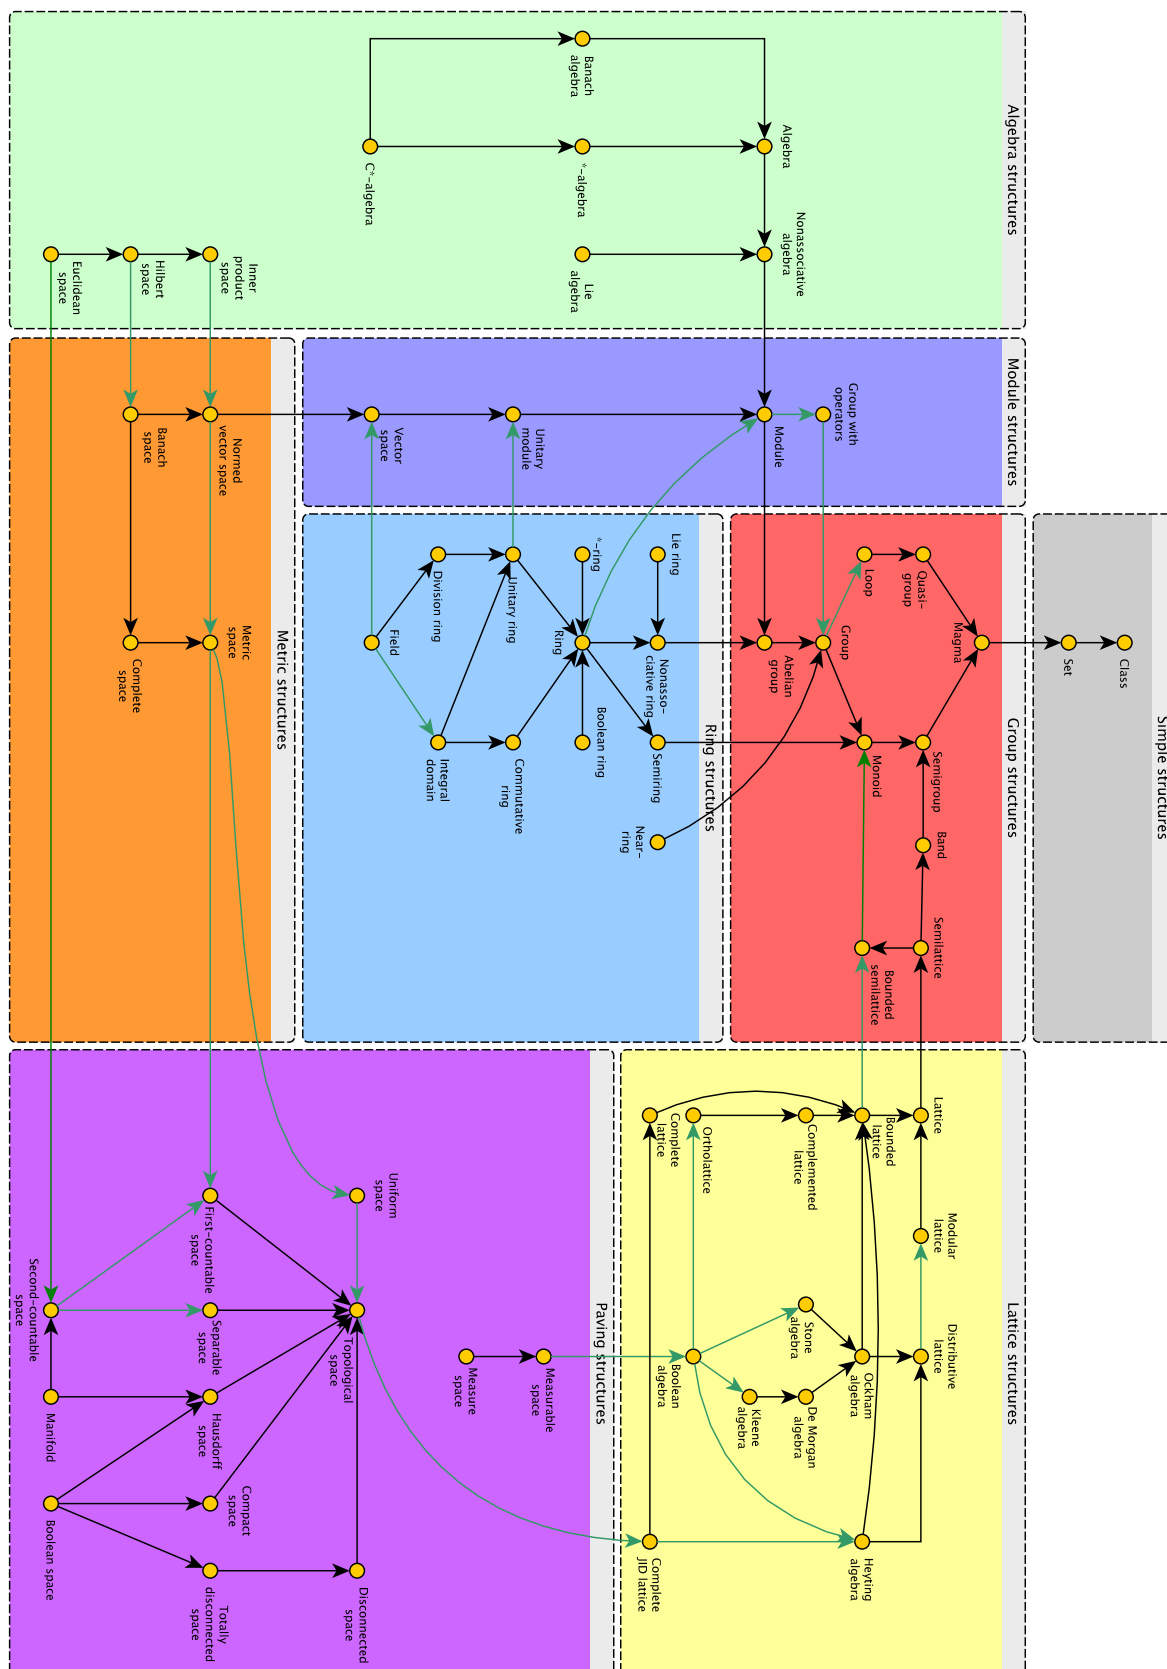 Algebra structures
Banach
algebra
Algebra
C*–algebra
*–algebra
Nonassociative
algebra
Lie
algebra
Inner
product
space
Hilbert
space
Euclidean
space
Module structures
Group with
operators
Module
Unitary
module
Vector
space
Metric structures
Normed
vector space
Banach
space
Metric
space
Complete
space
Simple structures
Class
Set
Group structures
Magma
Quasi–
group
Loop
Group
Abelian
group
Semigroup
Monoid
Band
Semilattice
Bounded
semilattice
Ring structures
Lie ring
*–ring
Unitary ring
Division ring
Nonasso–
ciative ring
Ring
Field
Semiring
Boolean ring
Commutative
ring
Integral
domain
Near–
ring
Lattice structures
Lattice
Bounded
lattice
Complemented
lattice
Ortholattice
Complete
lattice
Modular
lattice
Distributive
lattice
Ockham
algebra
Stone
algebra
De Morgan
algebra
Kleene
algebra
Boolean
algebra
Heyting
algebra
Complete
JID lattice
Paving structures
Measurable
space
Measure
space
Uniform
space
First–countable
space
Topological
space
Separable
space
Second–countable
space
Hausdorff
space
Manifold
Compact
space
Boolean space
Disconnected
space
Totally
disconnected
space